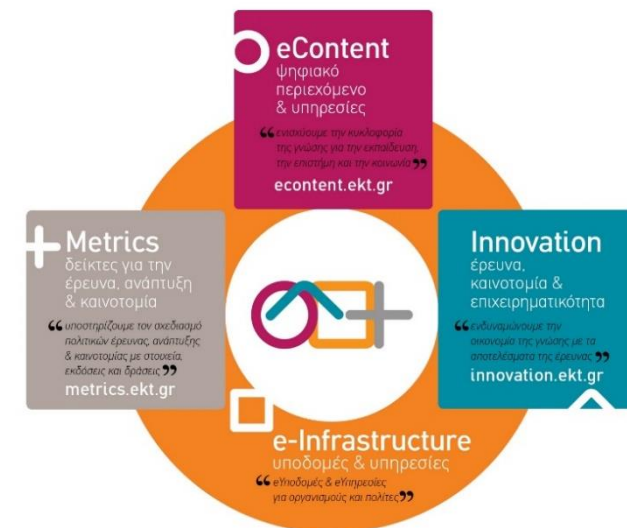 eContent
ψηφιακό
περιεχόμενο
& υπηρεσίες
❝ ενισχύουμε την κυκλοφορία
της γνώσης για την εκπαίδευση,
την επιστήμη και την κοινωνία ❞
econtent.ekt.gr
Metrics
δείκτες για την
έρευνα, ανάπτυξη
& καινοτομία
❝ υποστηρίζουμε τον σχεδιασμό
πολιτικών έρευνας, ανάπτυξης
& καινοτομίας με στοιχεία,
εκδόσεις και δράσεις ❞
metrics.ekt.gr
Innovation
έρευνα,
καινοτομία &
επιχειρηματικότητα
❝ ενδυναμώνουμε την
οικονομία της γνώσης με τα
αποτελέσματα της έρευνας ❞
innovation.ekt.gr
e-Infrastructure
υποδομές & υπηρεσίες
❝ eΥποδομές & eΥπηρεσίες
για οργανισμούς και πολίτες ❞